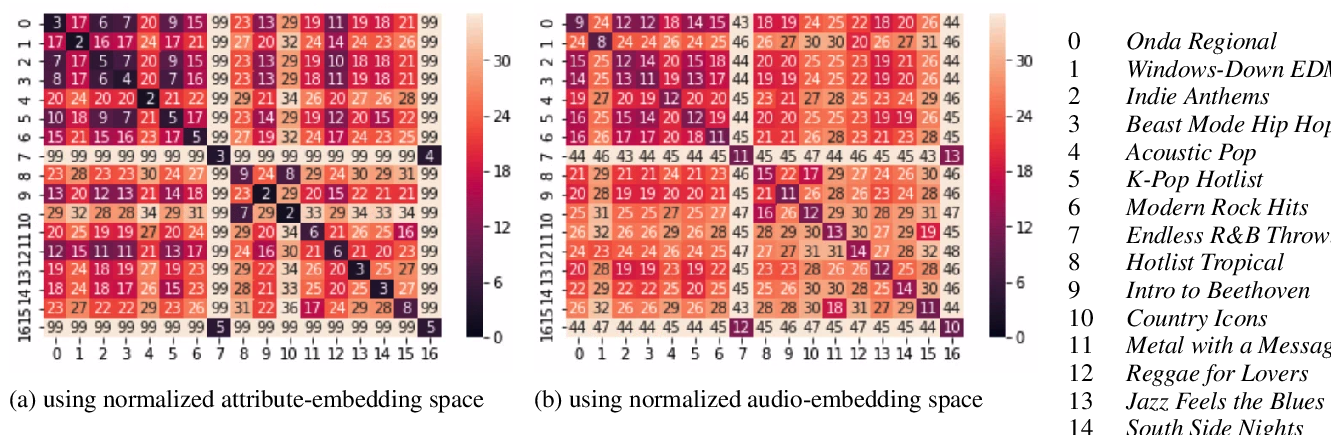 0 3 17 6 7 20 9 15 99 23 13 29 19 11 19 18 21 99
1 17 2 16 17 24 17 21 99 27 20 32 24 14 24 23 26 99
2 7 17 5 7 20 9 15 99 23 13 28 19 10 18 18 21 99
3 8 17 6 4 20 7 16 99 23 13 29 18 11 19 18 21 99
4 20 24 20 20 2 21 22 99 29 21 34 26 20 27 26 28 99
5 10 18 9 7 21 5 17 99 24 14 29 19 12 20 15 22 99
6 15 21 15 16 23 17 5 99 27 19 32 24 17 24 23 25 99
7 99 99 99 99 99 99 99 3 99 99 99 99 99 99 99 99 4
8 23 28 23 23 30 24 27 99 9 24 8 29 24 30 29 31 99
9 13 20 12 13 21 14 18 99 23 2 29 20 15 22 21 21 99
10 29 32 28 28 34 29 31 99 7 29 2 33 29 34 33 34 99
11 20 25 19 19 27 20 24 99 29 21 34 6 21 26 25 16 99
12 12 15 11 11 21 13 17 99 24 16 30 21 6 20 20 23 99
13 19 24 18 19 27 19 23 99 29 22 34 26 20 3 25 27 99
14 19 24 18 17 26 15 23 99 28 21 33 25 20 25 3 27 99
15 23 27 22 22 29 23 26 99 30 22 36 17 24 29 28 8 99
16 99 99 99 99 99 99 99 5 99 99 99 99 99 99 99 99 5
0 1 2 3 4 5 6 7 8 9 10 11 12 13 14 15 16
30
24
18
12
6
0
(a) using normalized attribute-embedding space
0 9 24 12 12 18 14 15 43 18 19 24 25 22 18 20 26 44
1 24 8 24 24 26 24 25 46 26 27 30 30 20 26 27 31 46
2 15 25 12 14 20 15 18 44 20 19 25 25 22 19 21 26 44
3 14 25 13 11 19 13 17 44 19 19 24 25 22 19 20 26 44
4 19 27 20 19 12 20 20 45 23 21 27 28 25 23 24 29 46
5 16 25 15 14 20 12 19 45 20 20 25 26 23 19 19 26 45
6 16 26 17 17 20 18 11 45 21 21 26 28 23 21 23 28 45
7 44 46 43 44 45 44 45 11 45 45 47 44 46 45 45 43 13
8 21 29 21 21 26 21 24 46 15 22 17 29 26 24 26 30 46
9 20 28 19 19 20 20 21 45 21 11 26 28 26 23 24 28 46
10 25 31 25 25 27 25 27 47 16 26 12 29 30 28 29 31 47
11 26 31 26 26 29 26 29 45 28 29 30 13 30 27 28 19 45
12 24 23 24 24 26 25 25 47 27 27 31 31 14 27 28 32 48
13 20 28 19 19 23 19 22 45 23 23 28 26 26 12 25 28 46
14 22 29 22 21 25 20 24 45 25 25 30 28 26 25 14 30 46
15 26 32 26 26 29 26 28 44 28 28 31 18 31 27 29 11 44
16 44 47 44 44 45 44 45 12 45 46 47 45 47 45 45 44 10
0 1 2 3 4 5 6 7 8 9 10 11 12 13 14 15 16
30
24
18
12
6
0
(b) using normalized audio-embedding space
0 Onda Regional
1 Windows-Down EDM
2 Indie Anthems
3 Beast Mode Hip Hop
4 Acoustic Pop
5 K-Pop Hotlist
6 Modern Rock Hits
7 Endless R&B Throw
8 Hotlist Tropical
9 Intro to Beethoven
10 Country Icons
11 Metal with a Messag
12 Reggae for Lovers
13 Jazz Feels the Blues
14 South Side Nights